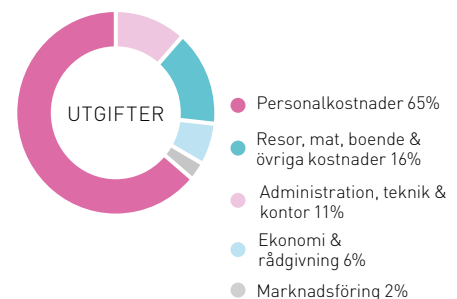 UTGIFTER
Personalkostnader 65%
Resor, mat, boende &
övriga kostnader 16%
Administration, teknik &
kontor 11%
Ekonomi &
rådgivning 6%
Marknadsföring 2%